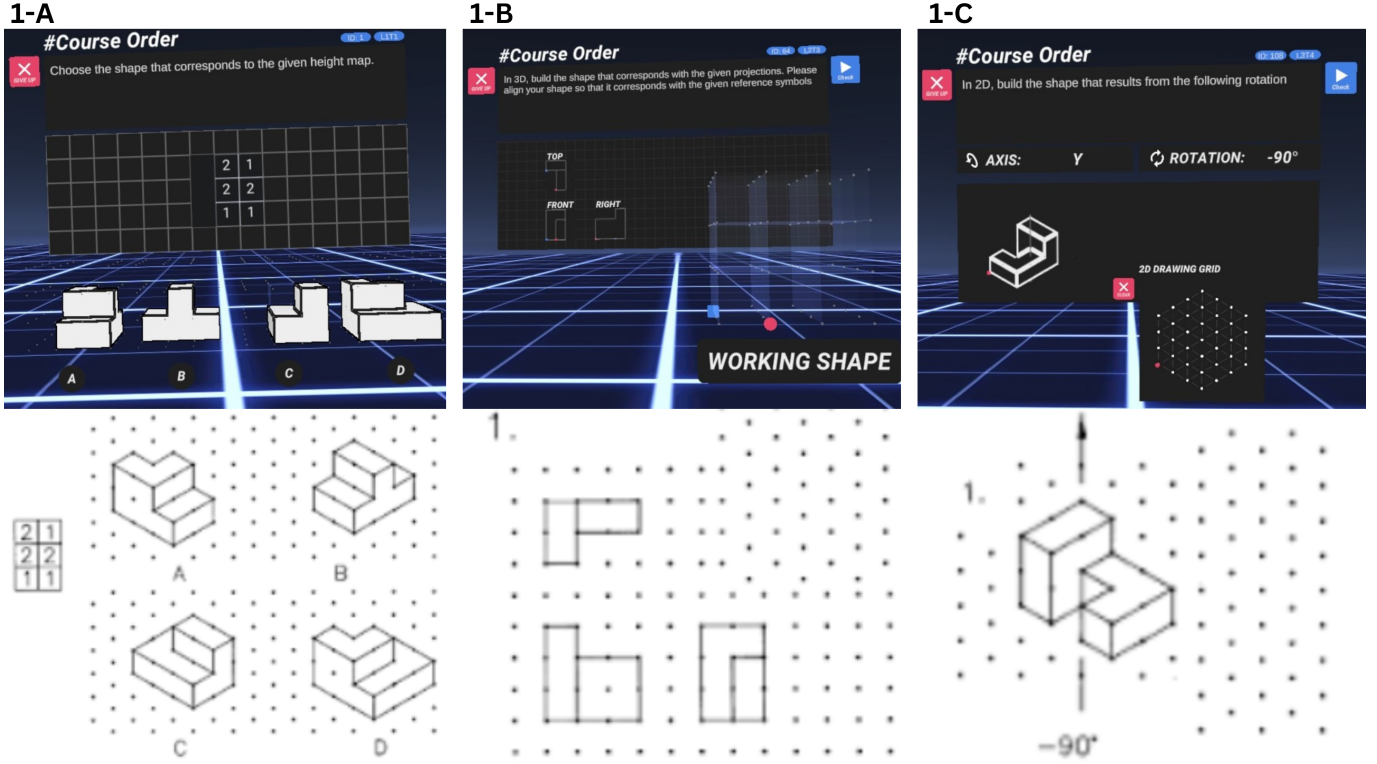 1-A
#Course Order
ID: 1
L1T1
GIVE UP
Choose the shape that corresponds to the given height map.
2 1
2 2
1 1
A
B
C
D
2 1
2 2
1 1
A
B
C
D
1-B
#Course Order
ID: 64
L2T3
GIVE UP
Check
In 3D, build the shape that corresponds with the given projections. Please
align your shape so that it corresponds with the given reference symbols
TOP
FRONT
RIGHT
WORKING SHAPE
1.
1-C
#Course Order
ID: 108
L3T4
GIVE UP
Check
In 2D, build the shape that results from the following rotation
AXIS: Y
ROTATION: -90°
2D DRAWING GRID
CLEAR
1.
-90°